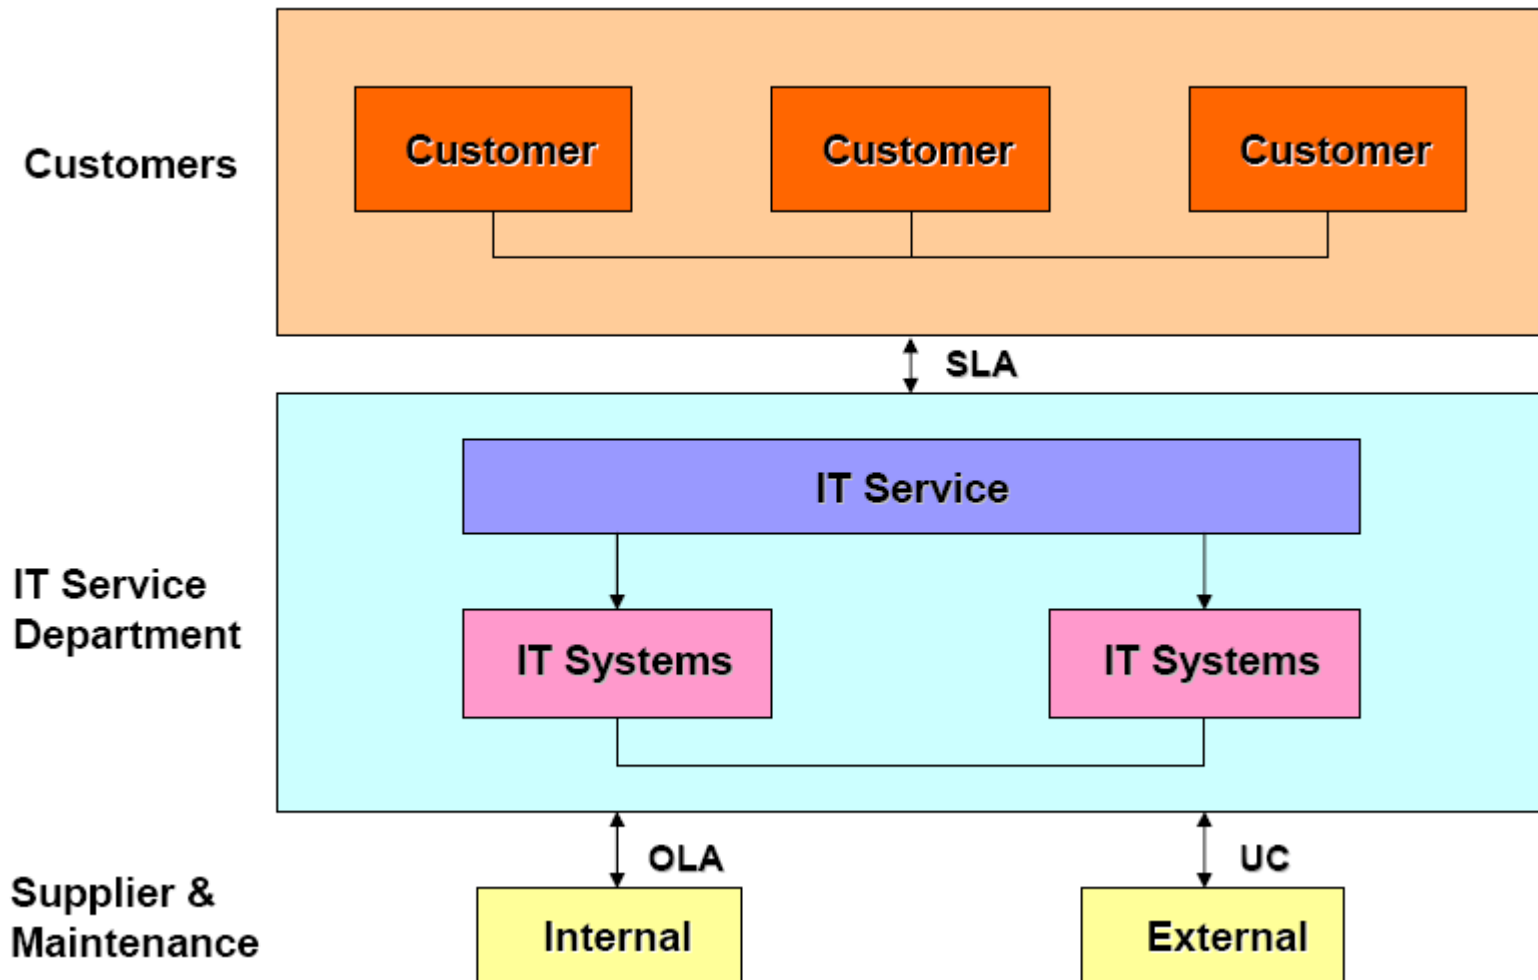 Customers
Customer
Customer
Customer
SLA
IT Service
IT Service
Department
IT Systems
IT Systems
OLA
UC
Supplier &
Maintenance
Internal
External